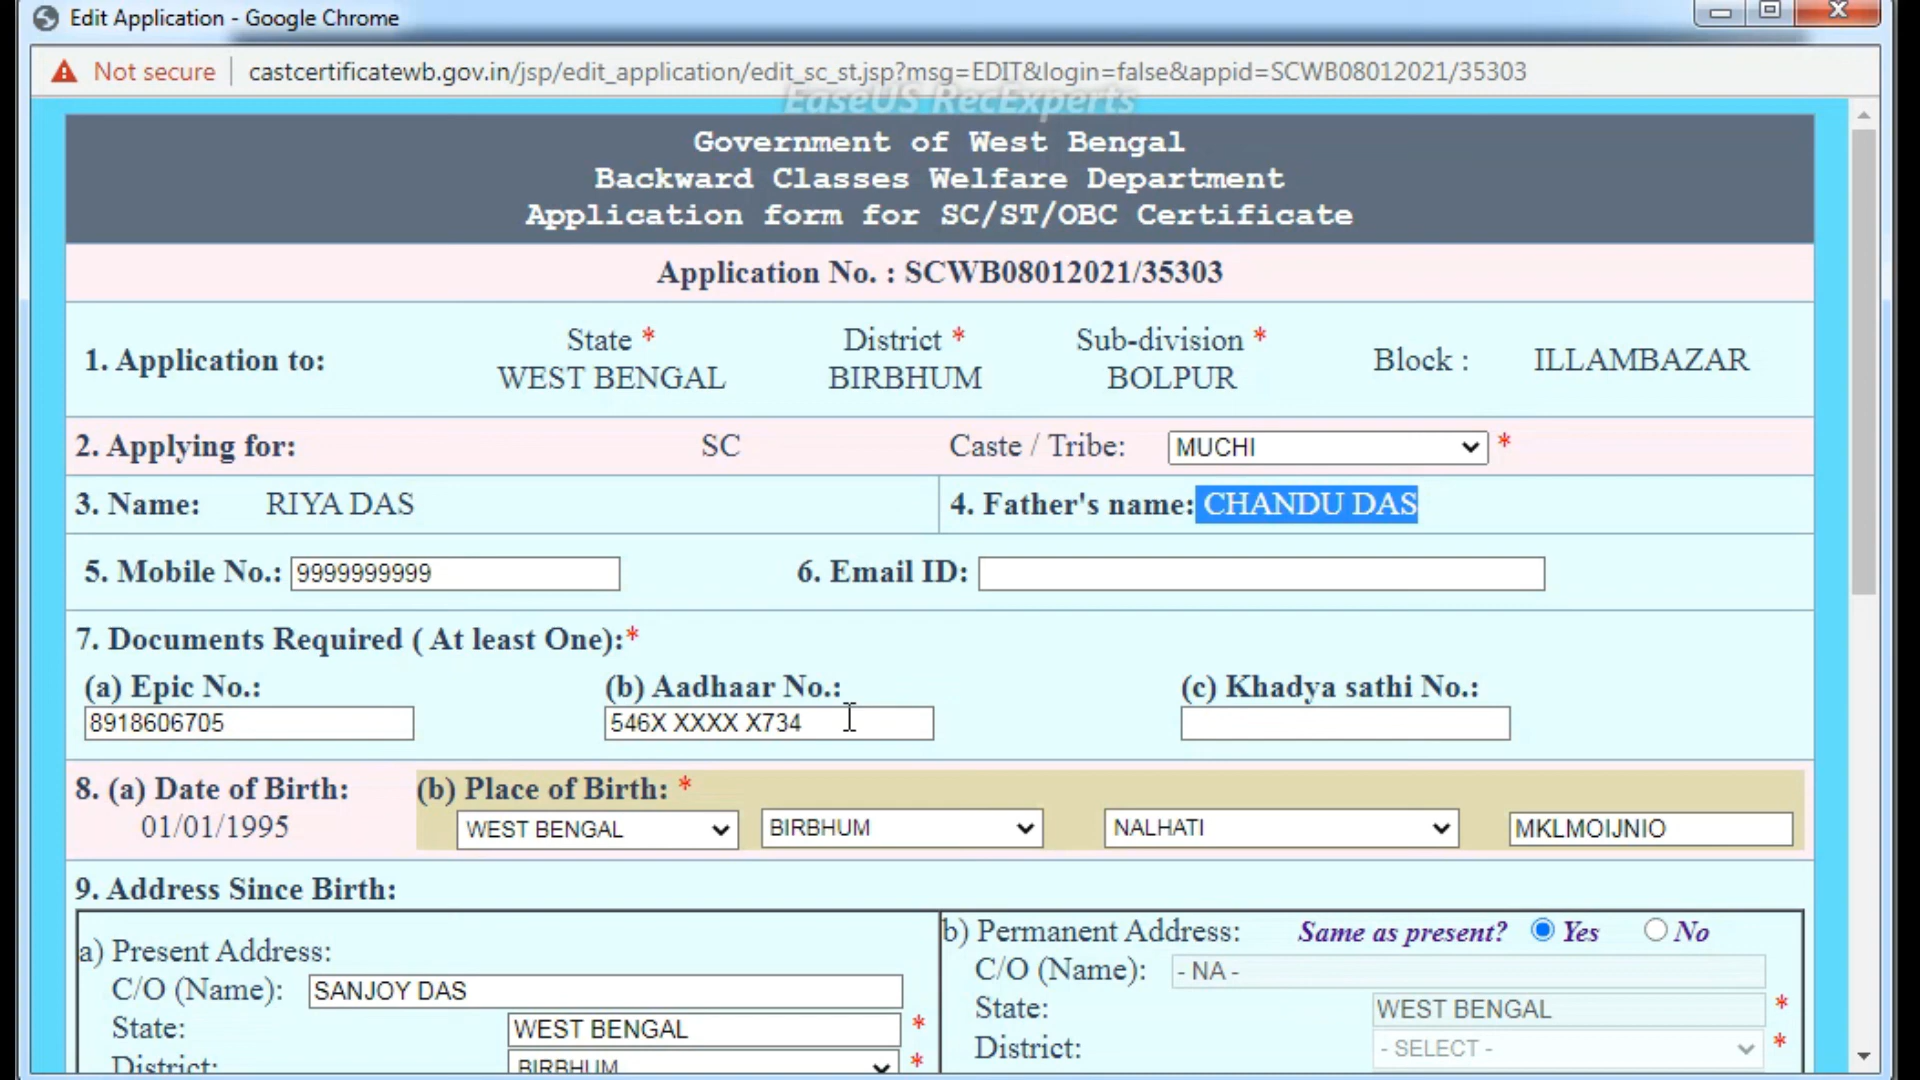 Edit Application - Google Chrome
Not secure castcertificatewb.gov.in/jsp/edit_application/edit_sc_st.jsp?msg=EDIT&login=false&appid=SCWB08012021/35303
EaseUS RecExperts
Government of West Bengal
Backward Classes Welfare Department
Application form for SC/ST/OBC Certificate
Application No. : SCWB08012021/35303
1. Application to: State * District * Sub-division * Block : ILLAMBAZAR
WEST BENGAL BIRBHUM BOLPUR
2. Applying for: SC Caste / Tribe: MUCHI *
3. Name: RIYA DAS 4. Father's name: CHANDU DAS
5. Mobile No.: 9999999999 6. Email ID:
7. Documents Required ( At least One):*
(a) Epic No.: (b) Aadhaar No.: (c) Khadya sathi No.:
8918606705 546X XXXX X734
8. (a) Date of Birth: (b) Place of Birth: *
01/01/1995 WEST BENGAL BIRBHUM NALHATI MKLMOIJNIO
9. Address Since Birth:
a) Present Address:
C/O (Name): SANJOY DAS
State: WEST BENGAL *
District: BIRBHUM *
b) Permanent Address: Same as present? Yes No
C/O (Name): - NA -
State: WEST BENGAL *
District: - SELECT - *